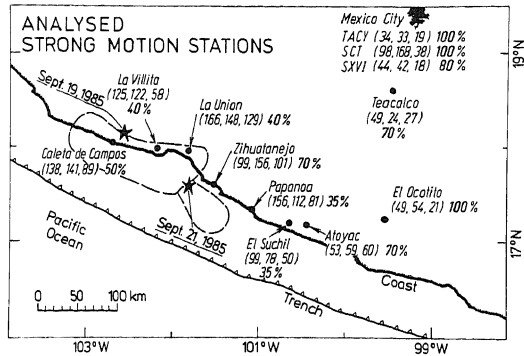 ANALYSED
STRONG MOTION STATIONS
Mexico City
TACY (34, 33, 19) 100%
SCT (98,168,38) 100%
SXVI (44, 42, 18) 80%
19°N
Sept. 19, 1985
La Villita
(125,122, 58)
40%
La Union
(166,148, 129) 40%
Teacalco
(49, 24, 27)
70%
Caleta de Campos
(138, 141, 89)~50%
Zihuatanejo
(99, 156, 101) 70%
Papanoa
(156, 112, 81) 35%
El Ocotito
(49, 54, 21) 100%
Sept. 21, 1985
El Suchil
(99, 78, 50)
35%
Atoyac
(53, 59, 60) 70%
17°N
Pacific
Ocean
Coast
Trench
0 50 100 km
103°W
101°W
99°W